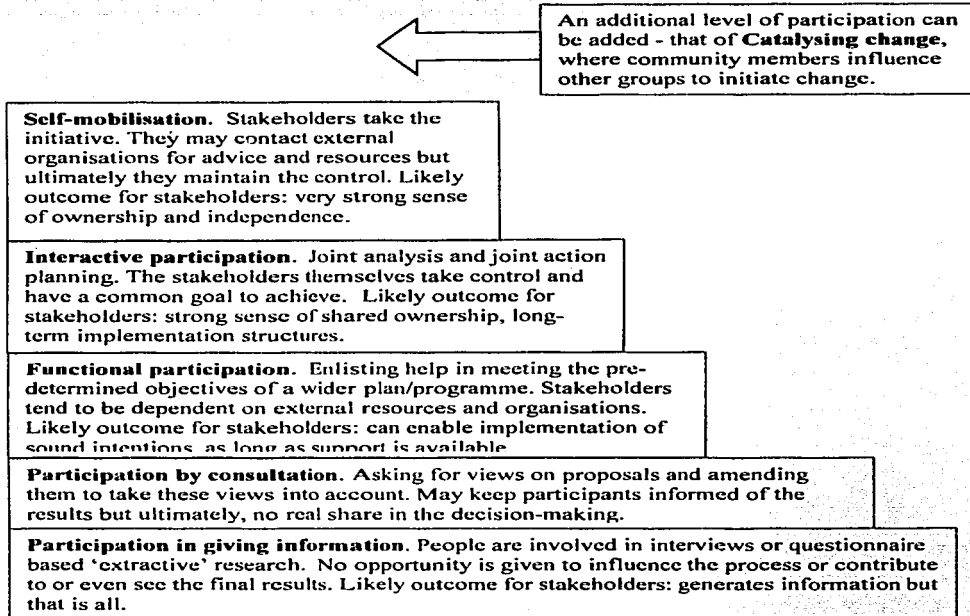 An additional level of participation can
be added - that of Catalysing change,
where community members influence
other groups to initiate change.
Self-mobilisation. Stakeholders take the
initiative. They may contact external
organisations for advice and resources but
ultimately they maintain the control. Likely
outcome for stakeholders: very strong sense
of ownership and independence.
Interactive participation. Joint analysis and joint action
planning. The stakeholders themselves take control and
have a common goal to achieve. Likely outcome for
stakeholders: strong sense of shared ownership, long-
term implementation structures.
Functional participation. Enlisting help in meeting the pre-
determined objectives of a wider plan/programme. Stakeholders
tend to be dependent on external resources and organisations.
Likely outcome for stakeholders: can enable implementation of
sound intentions, as long as support is available
Participation by consultation. Asking for views on proposals and amending
them to take these views into account. May keep participants informed of the
results but ultimately, no real share in the decision-making.
Participation in giving information. People are involved in interviews or questionnaire
based ‘extractive’ research. No opportunity is given to influence the process or contribute
to or even see the final results. Likely outcome for stakeholders: generates information but
that is all.